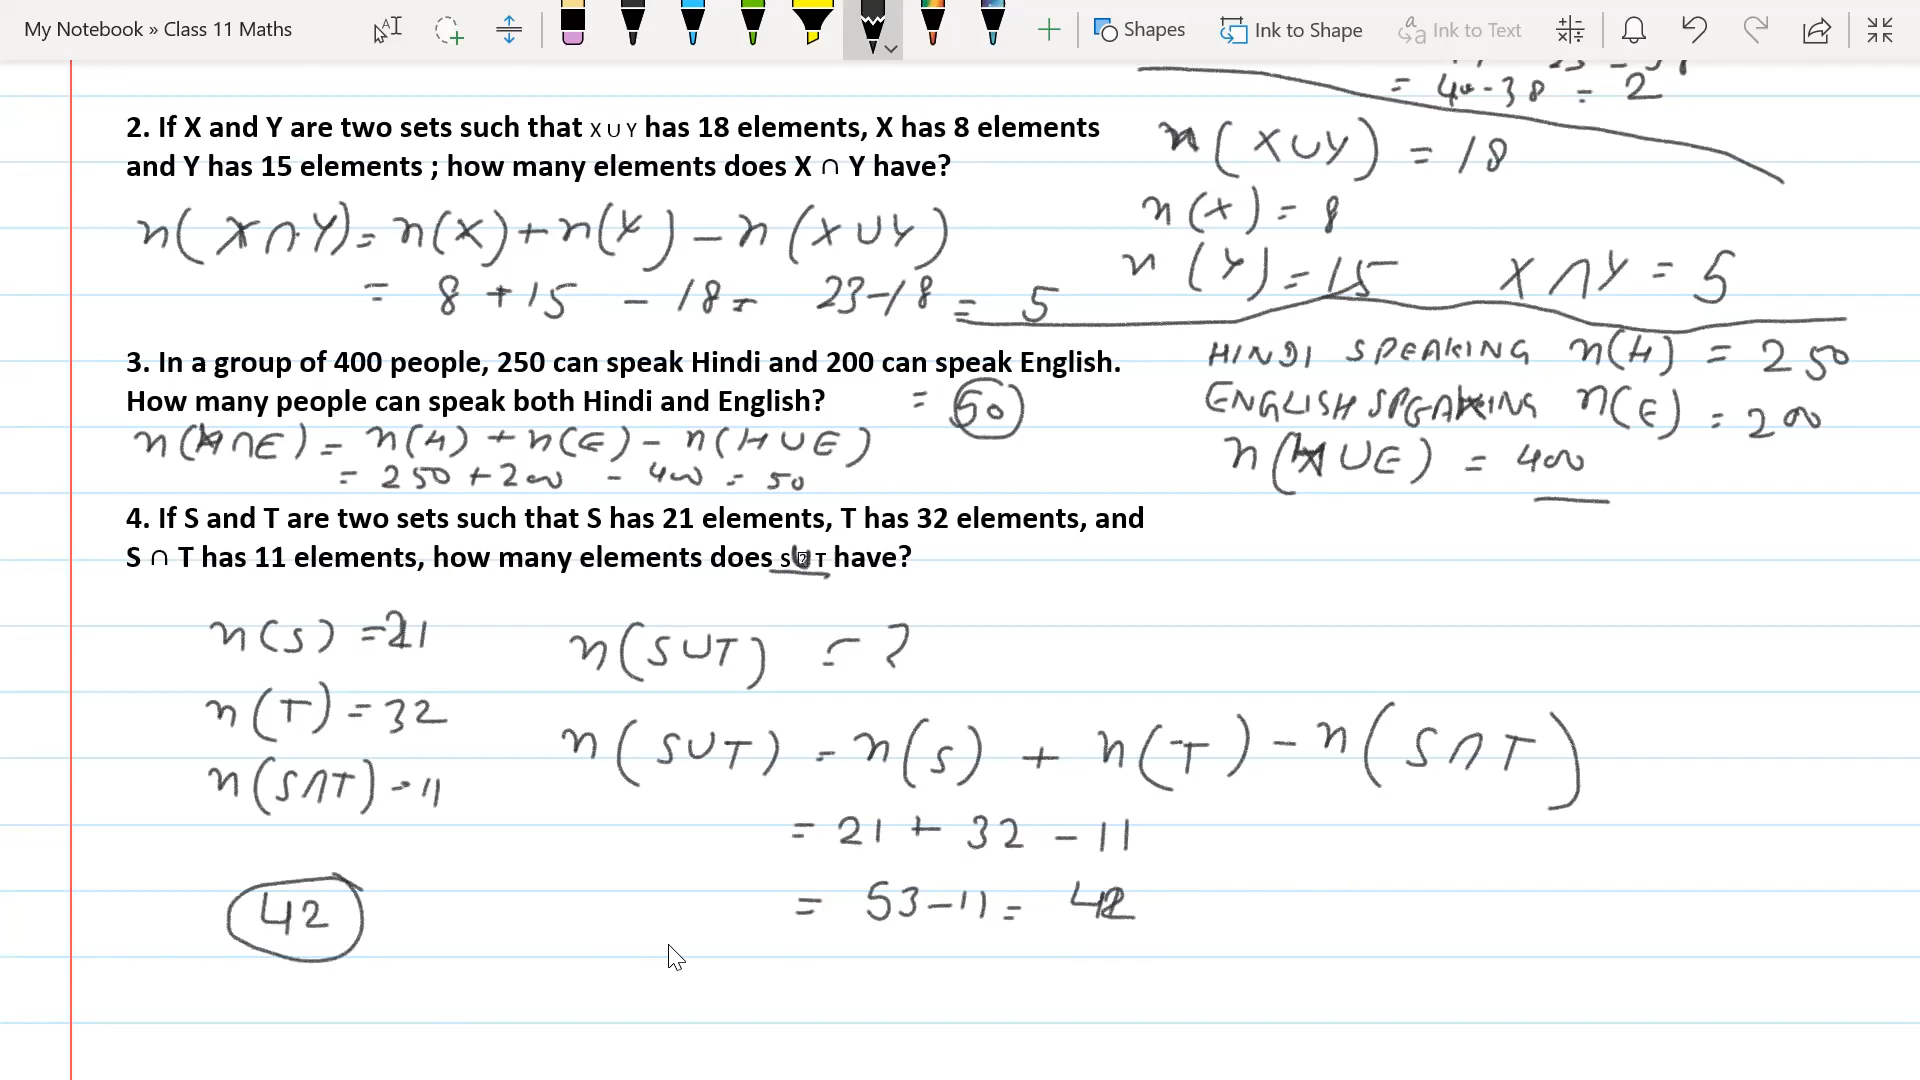 My Notebook » Class 11 Maths
Shapes
Ink to Shape
Ink to Text
= 40-38 = 2
2. If X and Y are two sets such that X ∪ Y has 18 elements, X has 8 elements
and Y has 15 elements ; how many elements does X ∩ Y have?
n(X∪Y) = 18
n(X) = 8
n(Y) = 15
X∩Y = 5
n(X∩Y) = n(X)+n(Y)-n(X∪Y)
= 8 + 15 - 18 = 23-18 = 5
3. In a group of 400 people, 250 can speak Hindi and 200 can speak English.
How many people can speak both Hindi and English?
= 50
HINDI SPEAKING n(H) = 250
ENGLISH SPEAKING n(E) = 200
n(H∪E) = 400
n(H∩E) = n(H) + n(E) - n(H∪E)
= 250 + 200 - 400 = 50
4. If S and T are two sets such that S has 21 elements, T has 32 elements, and
S ∩ T has 11 elements, how many elements does S ∪ T have?
n(S) = 21
n(S∪T) = ?
n(T) = 32
n(S∪T) = n(S) + n(T) - n(S∩T)
n(S∩T) = 11
= 21 + 32 - 11
= 53-11 = 42
42